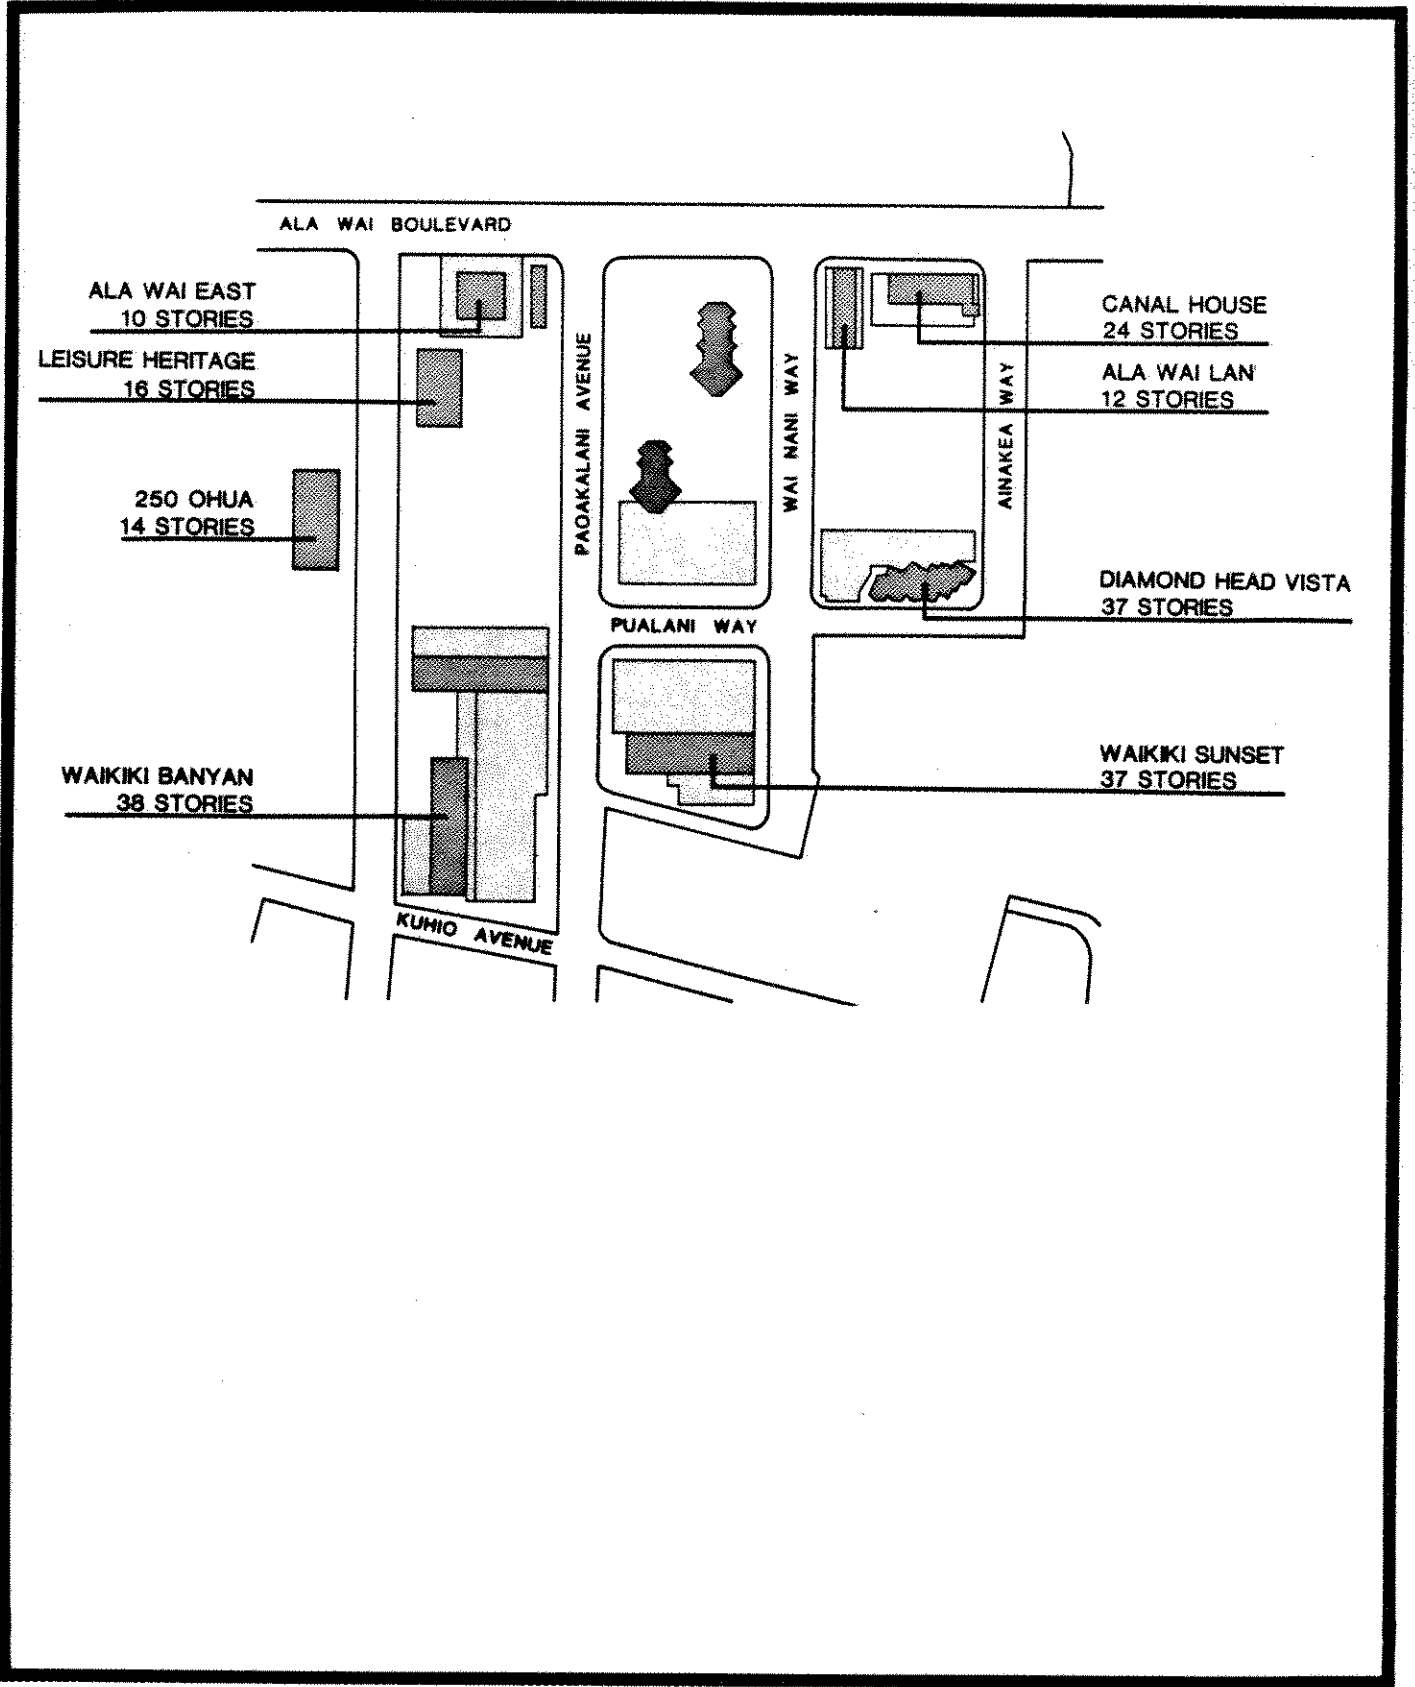 ALA WAI BOULEVARD
ALA WAI EAST
10 STORIES
LEISURE HERITAGE
16 STORIES
250 OHUA
14 STORIES
WAIKIKI BANYAN
38 STORIES
PAOAKALANI AVENUE
WAI NANI WAY
AINAKEA WAY
PUALANI WAY
KUHIO AVENUE
CANAL HOUSE
24 STORIES
ALA WAI LAN
12 STORIES
DIAMOND HEAD VISTA
37 STORIES
WAIKIKI SUNSET
37 STORIES